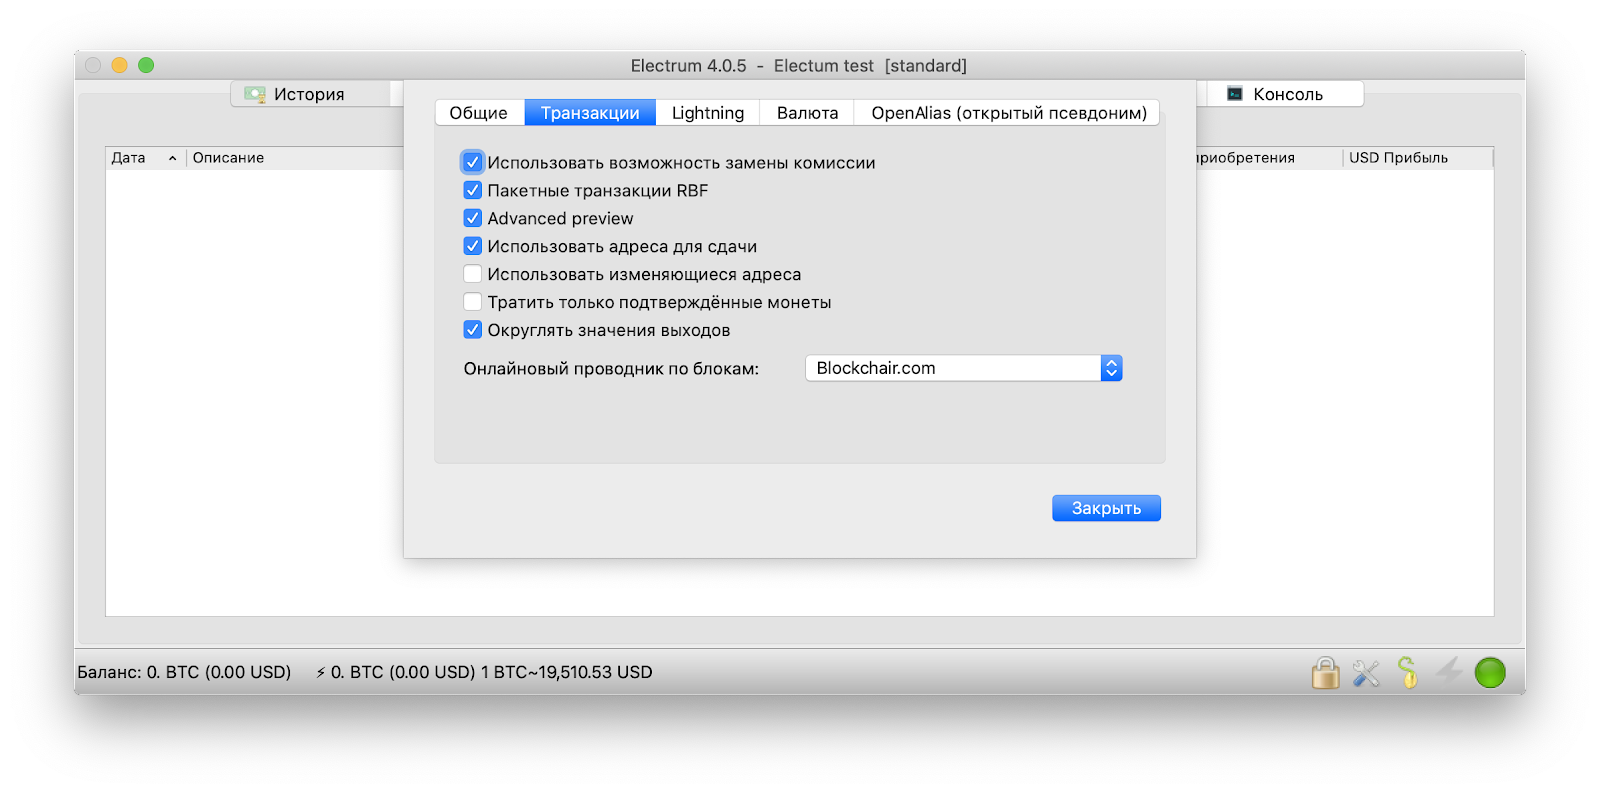 Electrum 4.0.5 - Electum test [standard]
История
Консоль
Общие Транзакции Lightning Валюта OpenAlias (открытый псевдоним)
Дата Описание приобретения USD Прибыль
Использовать возможность замены комиссии
Пакетные транзакции RBF
Advanced preview
Использовать адреса для сдачи
Использовать изменяющиеся адреса
Тратить только подтверждённые монеты
Округлять значения выходов
Онлайновый проводник по блокам: Blockchair.com
Закрыть
Баланс: 0. BTC (0.00 USD) ⚡ 0. BTC (0.00 USD) 1 BTC~19,510.53 USD